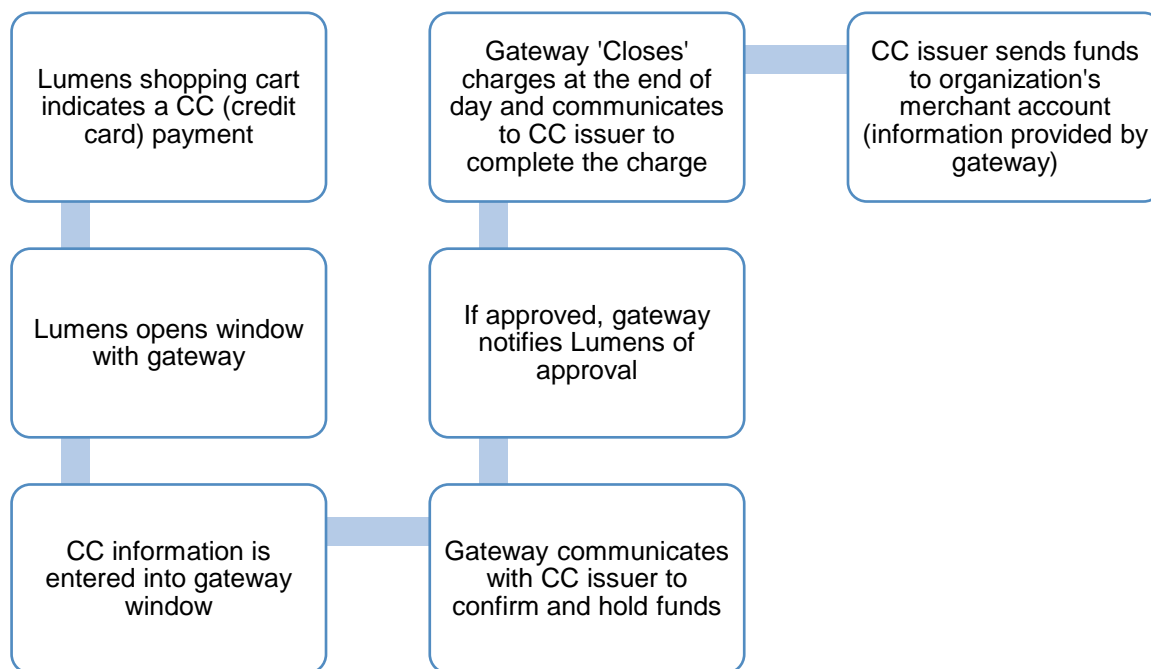 Lumens shopping cart
indicates a CC (credit
card) payment
Lumens opens window
with gateway
CC information is
entered into gateway
window
Gateway communicates
with CC issuer to
confirm and hold funds
If approved, gateway
notifies Lumens of
approval
Gateway 'Closes'
charges at the end of
day and communicates
to CC issuer to
complete the charge
CC issuer sends funds
to organization's
merchant account
(information provided by
gateway)